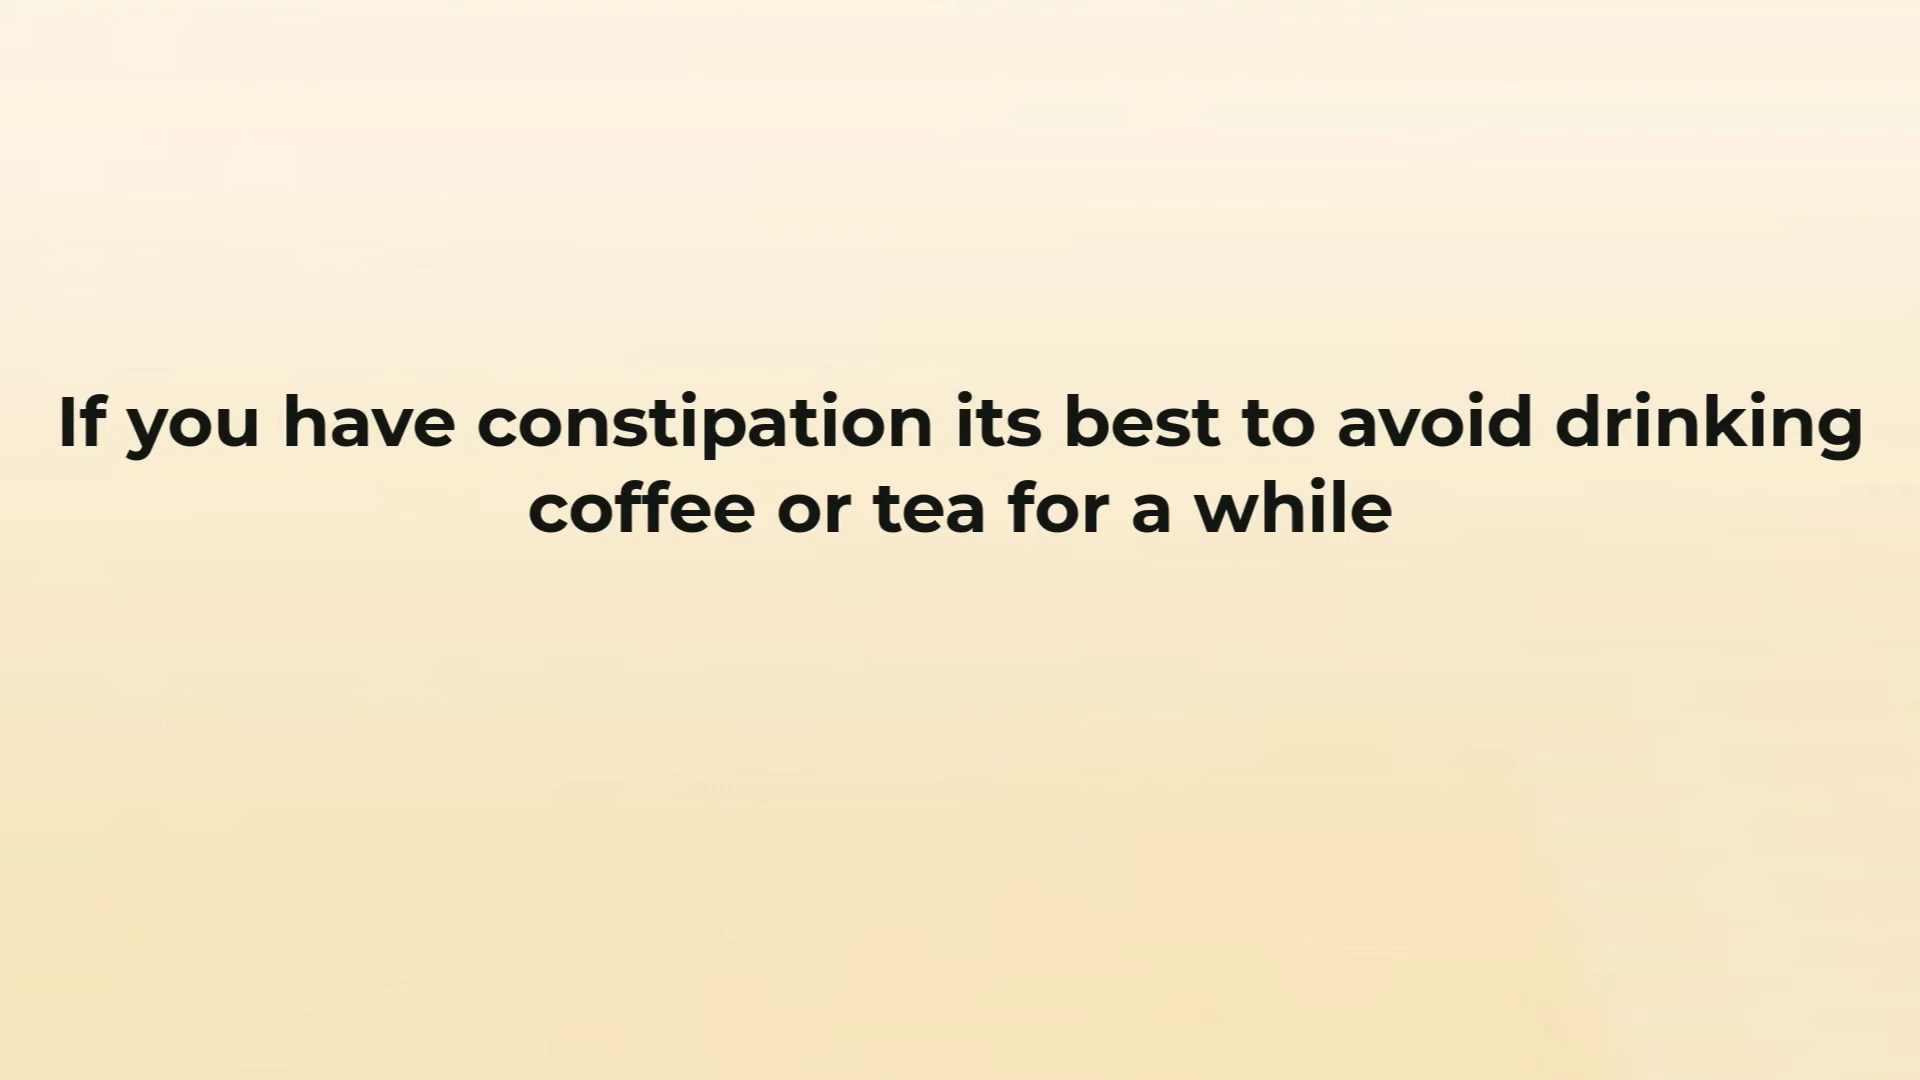 If you have constipation its best to avoid drinking
coffee or tea for a while